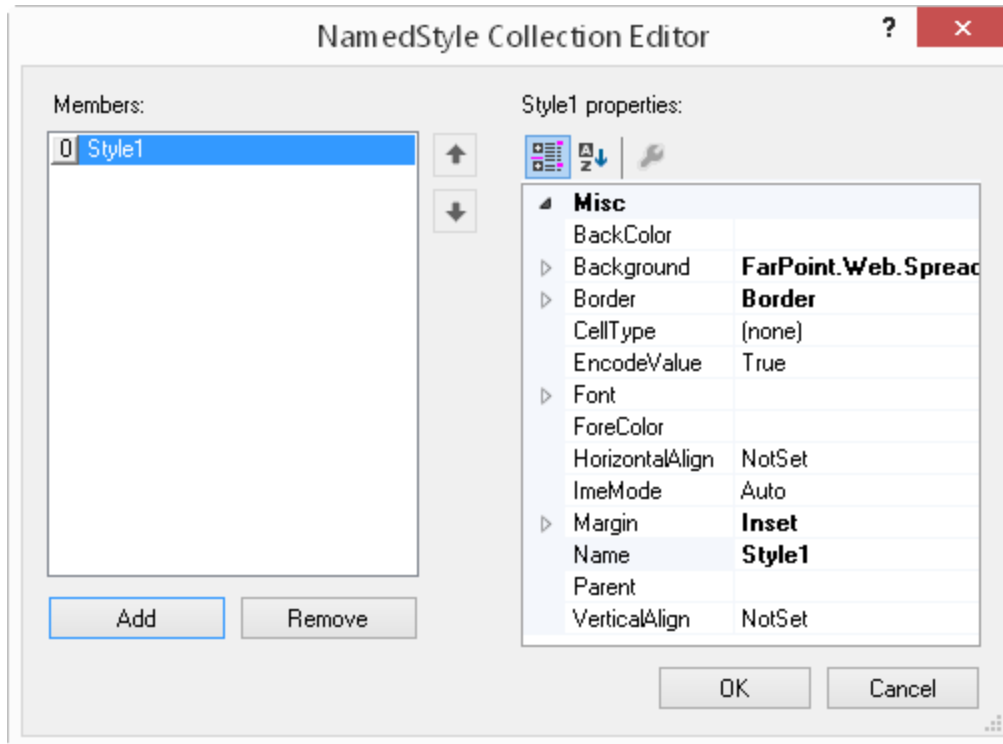 NamedStyle Collection Editor ?
Members:
0 Style1
Add Remove
Style1 properties:
Misc
BackColor
Background FarPoint.Web.Spread
Border Border
CellType (none)
EncodeValue True
Font
ForeColor
HorizontalAlign NotSet
ImeMode Auto
Margin Inset
Name Style1
Parent
VerticalAlign NotSet
OK Cancel